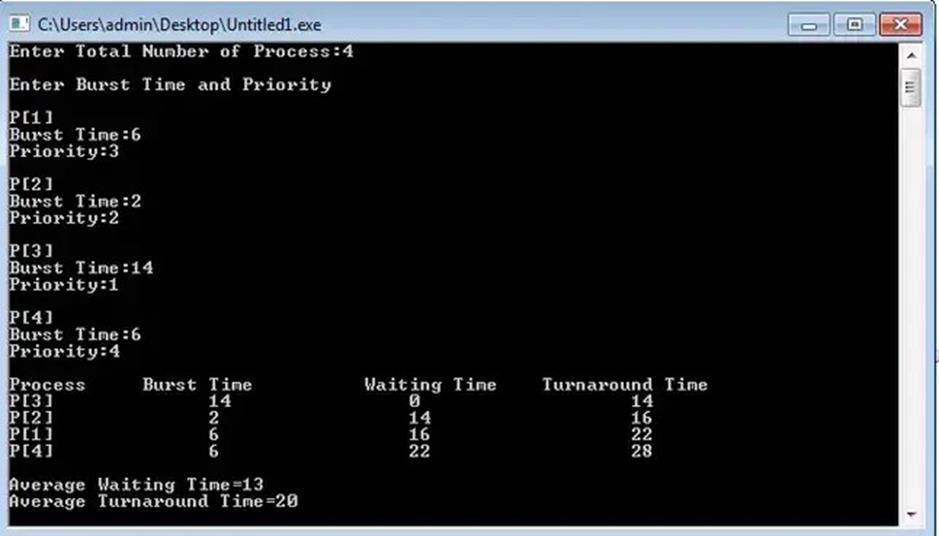 C:\Users\admin\Desktop\Untitled1.exe
Enter Total Number of Process:4
Enter Burst Time and Priority
P[1]
Burst Time:6
Priority:3
P[2]
Burst Time:2
Priority:2
P[3]
Burst Time:14
Priority:1
P[4]
Burst Time:6
Priority:4
Process Burst Time Waiting Time Turnaround Time
P[3] 14 0 14
P[2] 2 14 16
P[1] 6 16 22
P[4] 6 22 28
Average Waiting Time=13
Average Turnaround Time=20